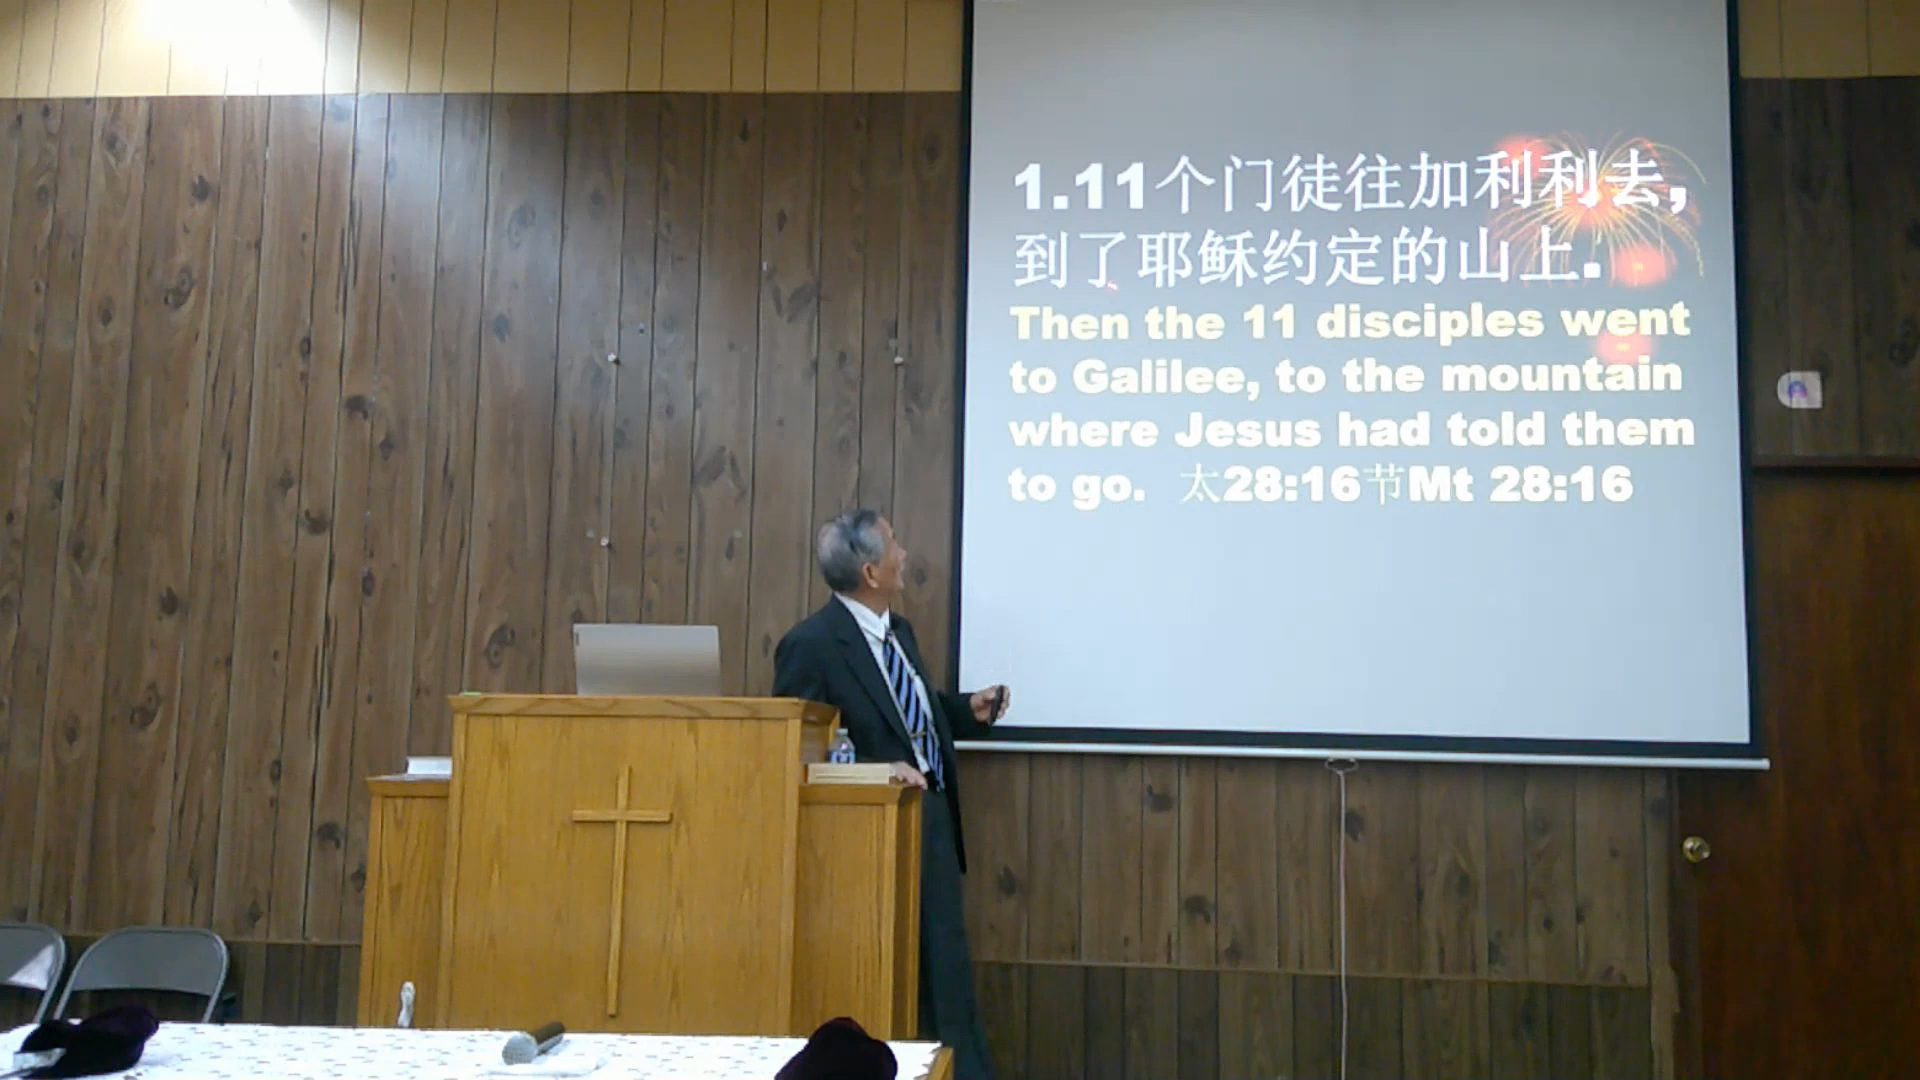 1.11个门徒往加利利去,
到了耶稣约定的山上.
Then the 11 disciples went
to Galilee, to the mountain
where Jesus had told them
to go. 太28:16节Mt 28:16